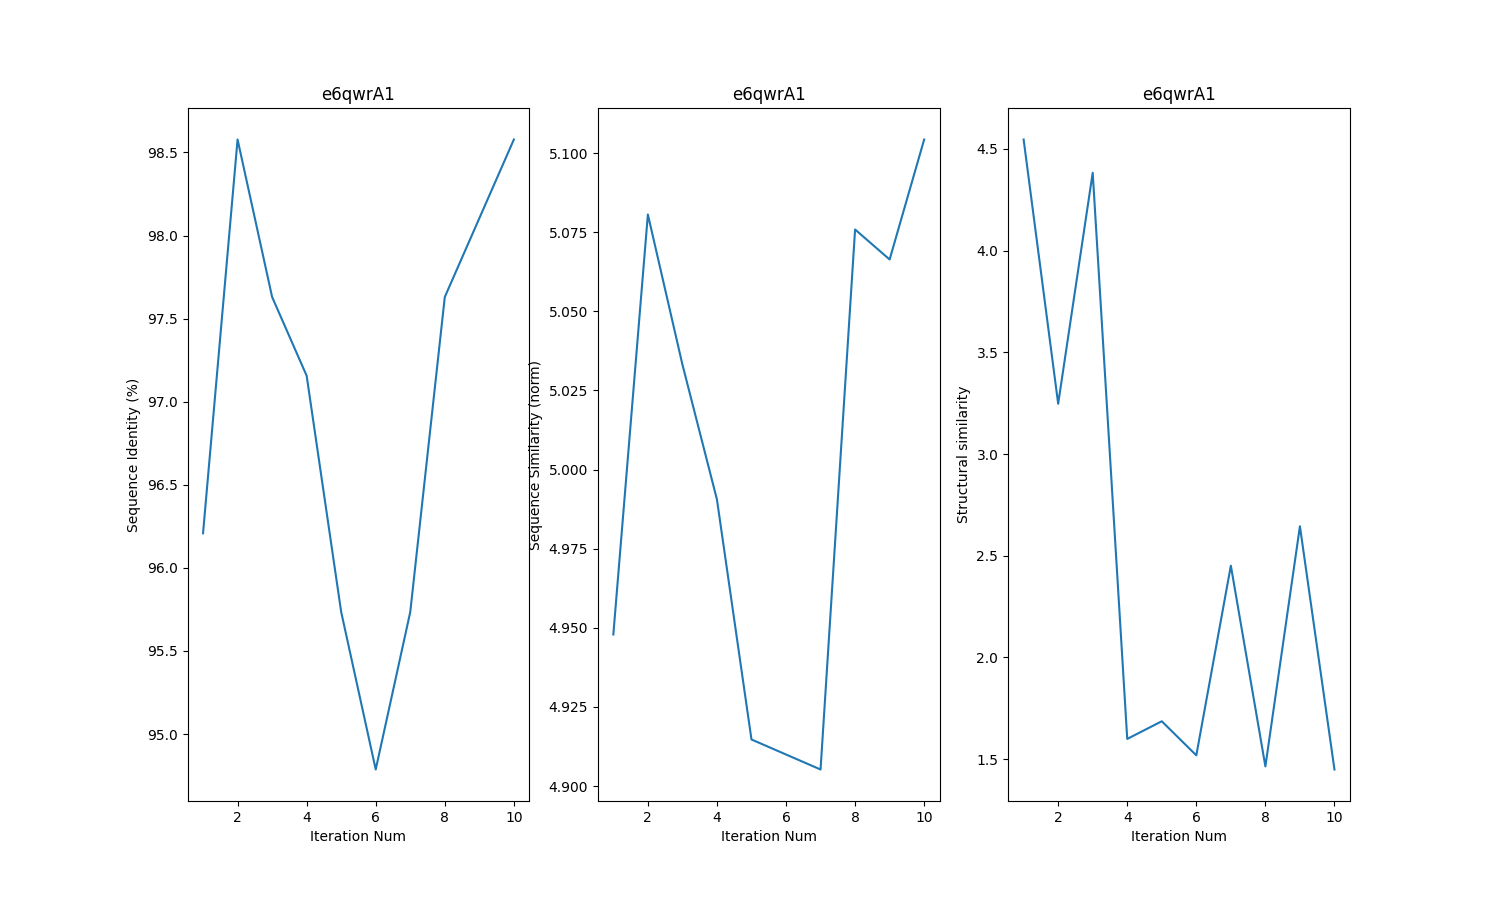 e6qwrA1
98.5
98.0
97.5
97.0
96.5
96.0
95.5
95.0
Sequence Identity (%)
2 4 6 8 10
Iteration Num
e6qwrA1
5.100
5.075
5.050
5.025
5.000
4.975
4.950
4.925
4.900
Sequence Similarity (norm)
2 4 6 8 10
Iteration Num
e6qwrA1
4.5
4.0
3.5
3.0
2.5
2.0
1.5
Structural similarity
2 4 6 8 10
Iteration Num